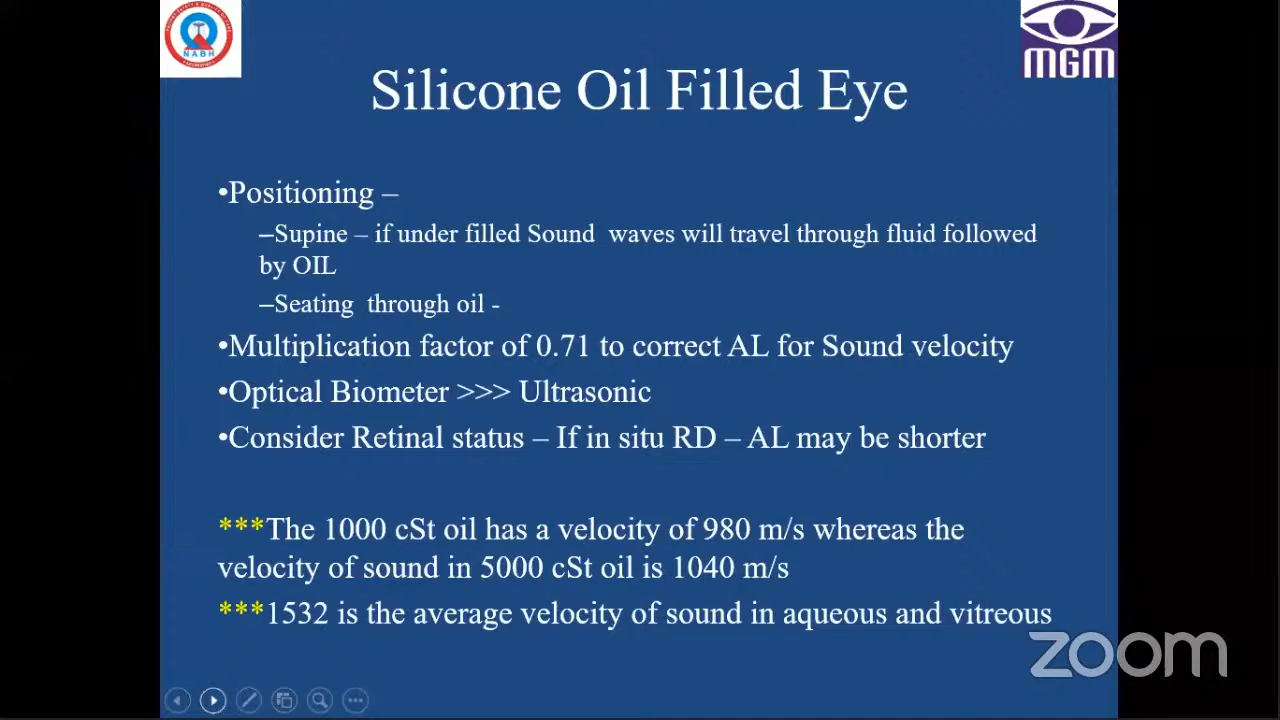 NABH
MGM
Silicone Oil Filled Eye
•Positioning –
–Supine – if under filled Sound waves will travel through fluid followed
by OIL
–Seating through oil -
•Multiplication factor of 0.71 to correct AL for Sound velocity
•Optical Biometer >>> Ultrasonic
•Consider Retinal status – If in situ RD – AL may be shorter
***The 1000 cSt oil has a velocity of 980 m/s whereas the
velocity of sound in 5000 cSt oil is 1040 m/s
***1532 is the average velocity of sound in aqueous and vitreous
zoom